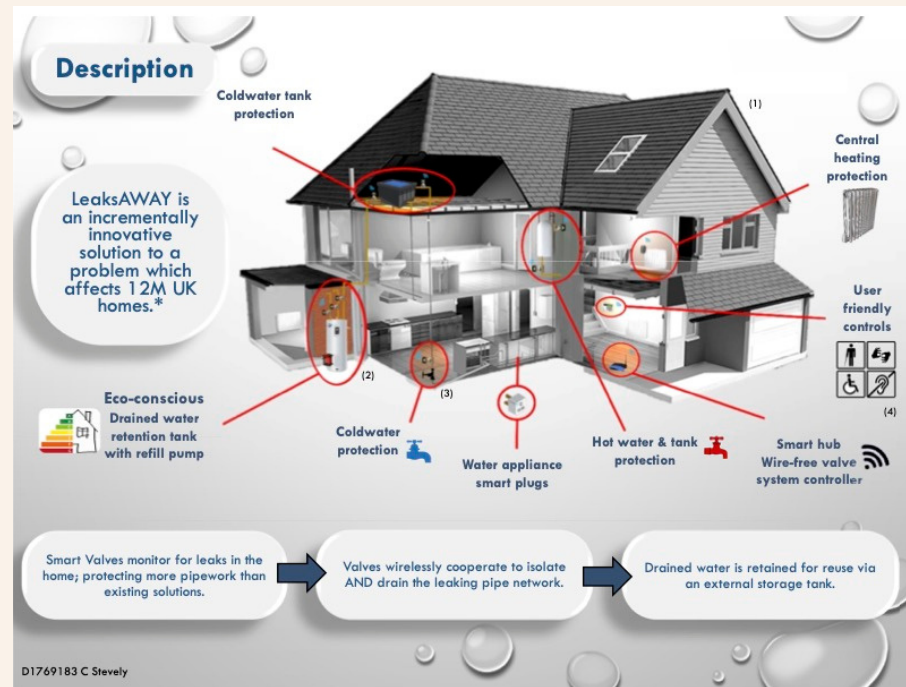 Description
Coldwater tank
protection
(1)
Central
heating
protection
LeaksAWAY is
an incrementally
innovative
solution to a
problem which
affects 12M UK
homes.*
User
friendly
controls
(2)
(3)
(4)
Eco-conscious
Drained water
retention tank
with refill pump
Coldwater
protection
Water appliance
smart plugs
Hot water & tank
protection
Smart hub
Wire-free valve
system controller
Smart Valves monitor for leaks in the
home; protecting more pipework than
existing solutions.
Valves wirelessly cooperate to isolate
AND drain the leaking pipe network.
Drained water is retained for reuse via
an external storage tank.
D1769183 C Stevely